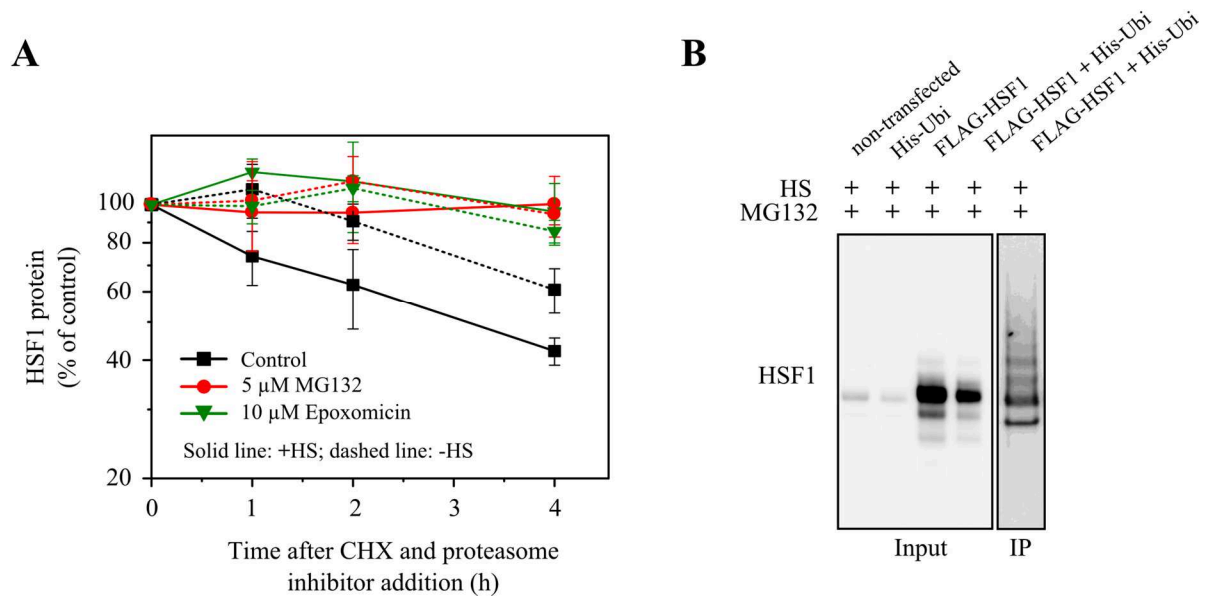 A
HSF1 protein
(% of control)
100
80
60
40
20
Control
5 µM MG132
10 µM Epoxomicin
Solid line: +HS; dashed line: -HS
0 1 2 3 4
Time after CHX and proteasome
inhibitor addition (h)
B
non-transfected
His-Ubi
FLAG-HSF1
FLAG-HSF1 + His-Ubi
FLAG-HSF1 + His-Ubi
HS + + + + +
MG132 + + + + +
HSF1
Input IP